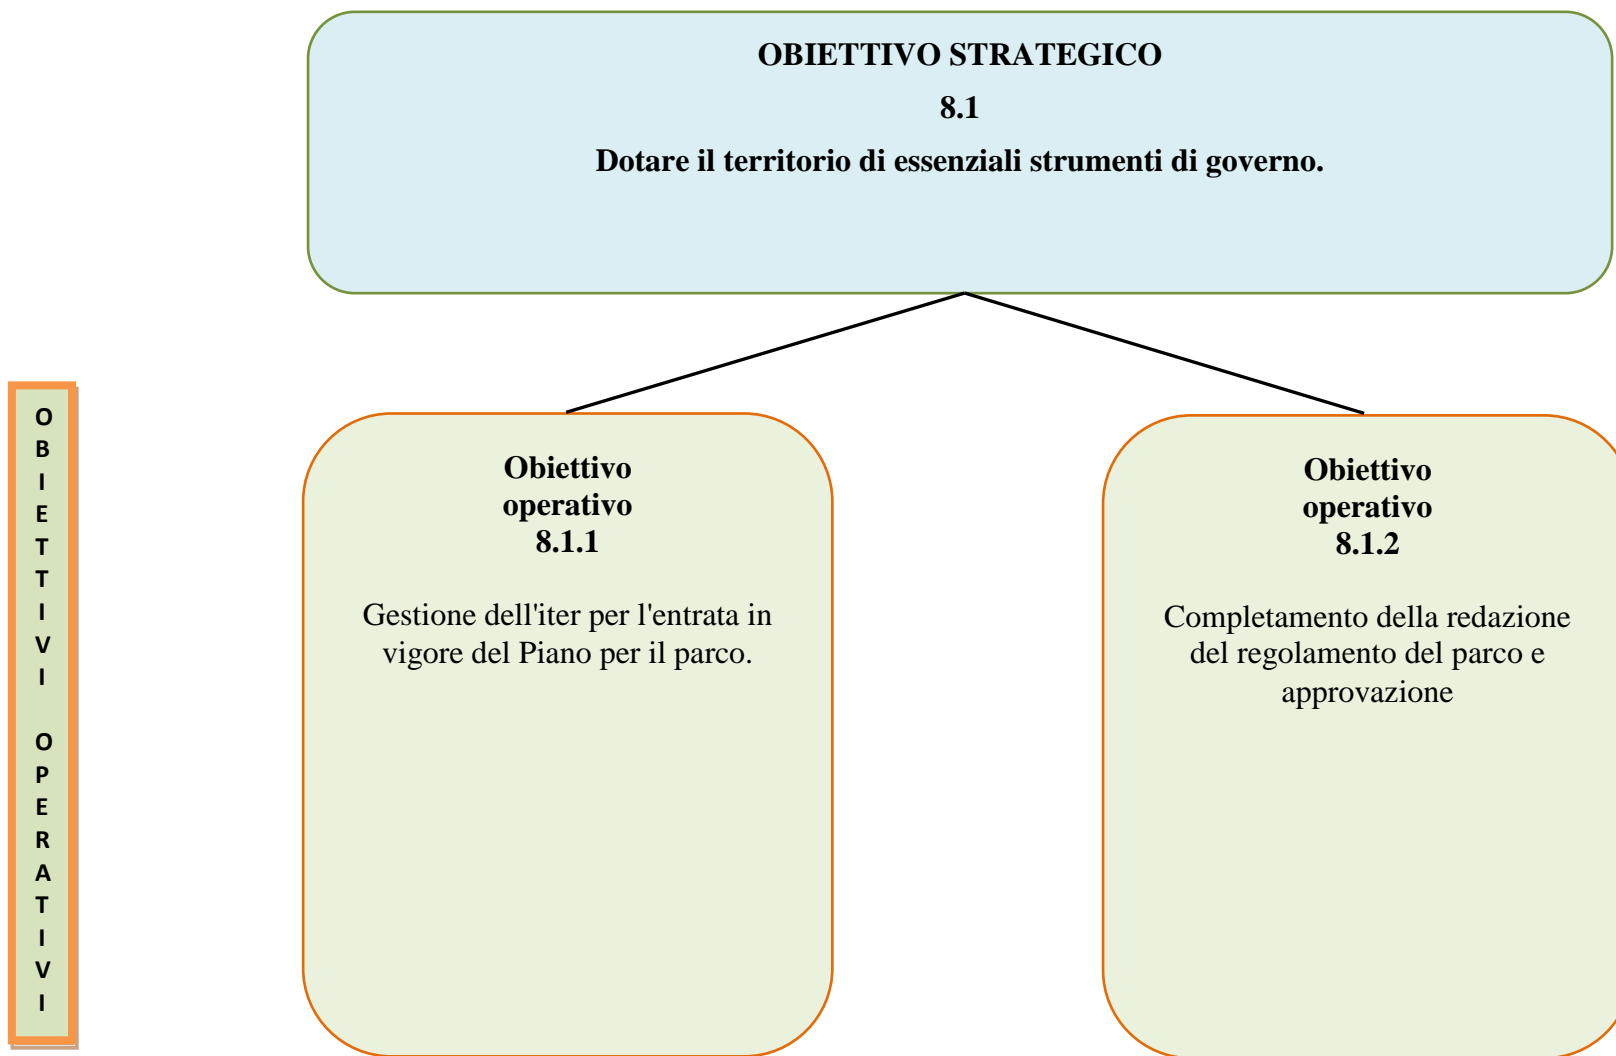 OBIETTIVO STRATEGICO
8.1
Dotare il territorio di essenziali strumenti di governo.
OBIETTIVI OPERATIVI
Obiettivo
operativo
8.1.1
Gestione dell'iter per l'entrata in
vigore del Piano per il parco.
Obiettivo
operativo
8.1.2
Completamento della redazione
del regolamento del parco e
approvazione